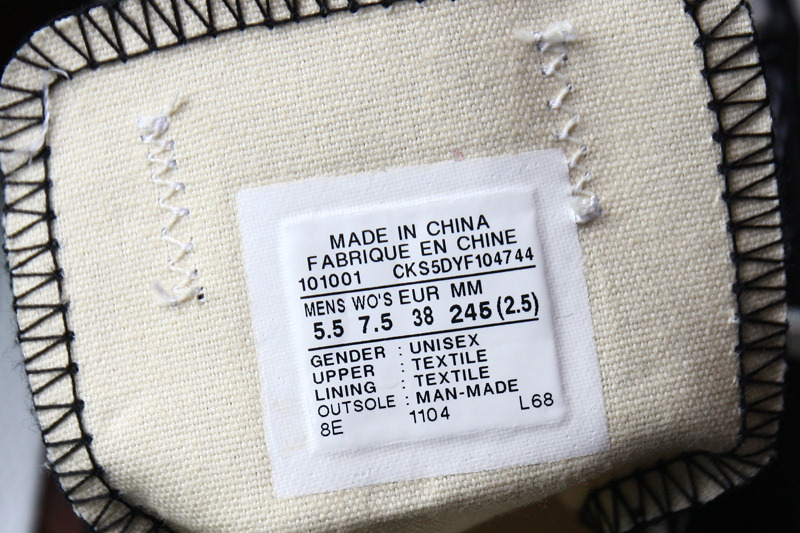 MADE IN CHINA
FABRIQUE EN CHINE
101001 CKS5DYF104744
MENS WO'S EUR MM
5.5 7.5 38 245 (2.5)
GENDER : UNISEX
UPPER : TEXTILE
LINING : TEXTILE
OUTSOLE : MAN-MADE
8E 1104 L68